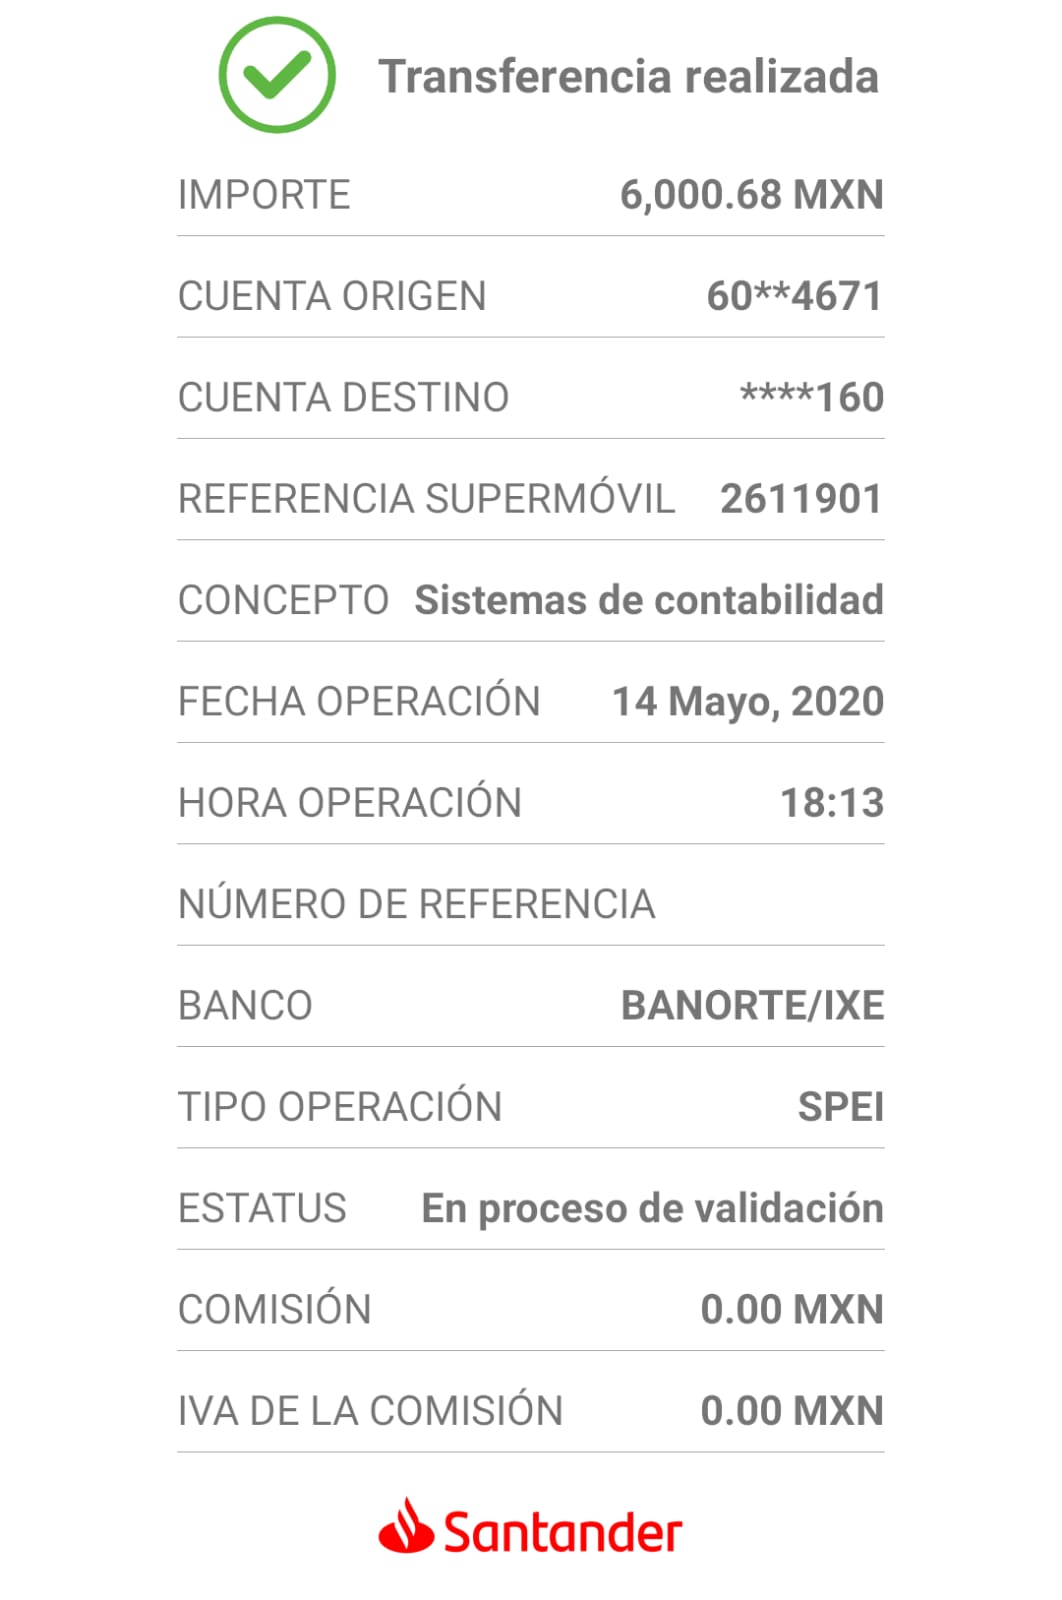 Transferencia realizada
IMPORTE 6,000.68 MXN
CUENTA ORIGEN 60**4671
CUENTA DESTINO ****160
REFERENCIA SUPERMÓVIL 2611901
CONCEPTO Sistemas de contabilidad
FECHA OPERACIÓN 14 Mayo, 2020
HORA OPERACIÓN 18:13
NÚMERO DE REFERENCIA
BANCO BANORTE/IXE
TIPO OPERACIÓN SPEI
ESTATUS En proceso de validación
COMISIÓN 0.00 MXN
IVA DE LA COMISIÓN 0.00 MXN
Santander